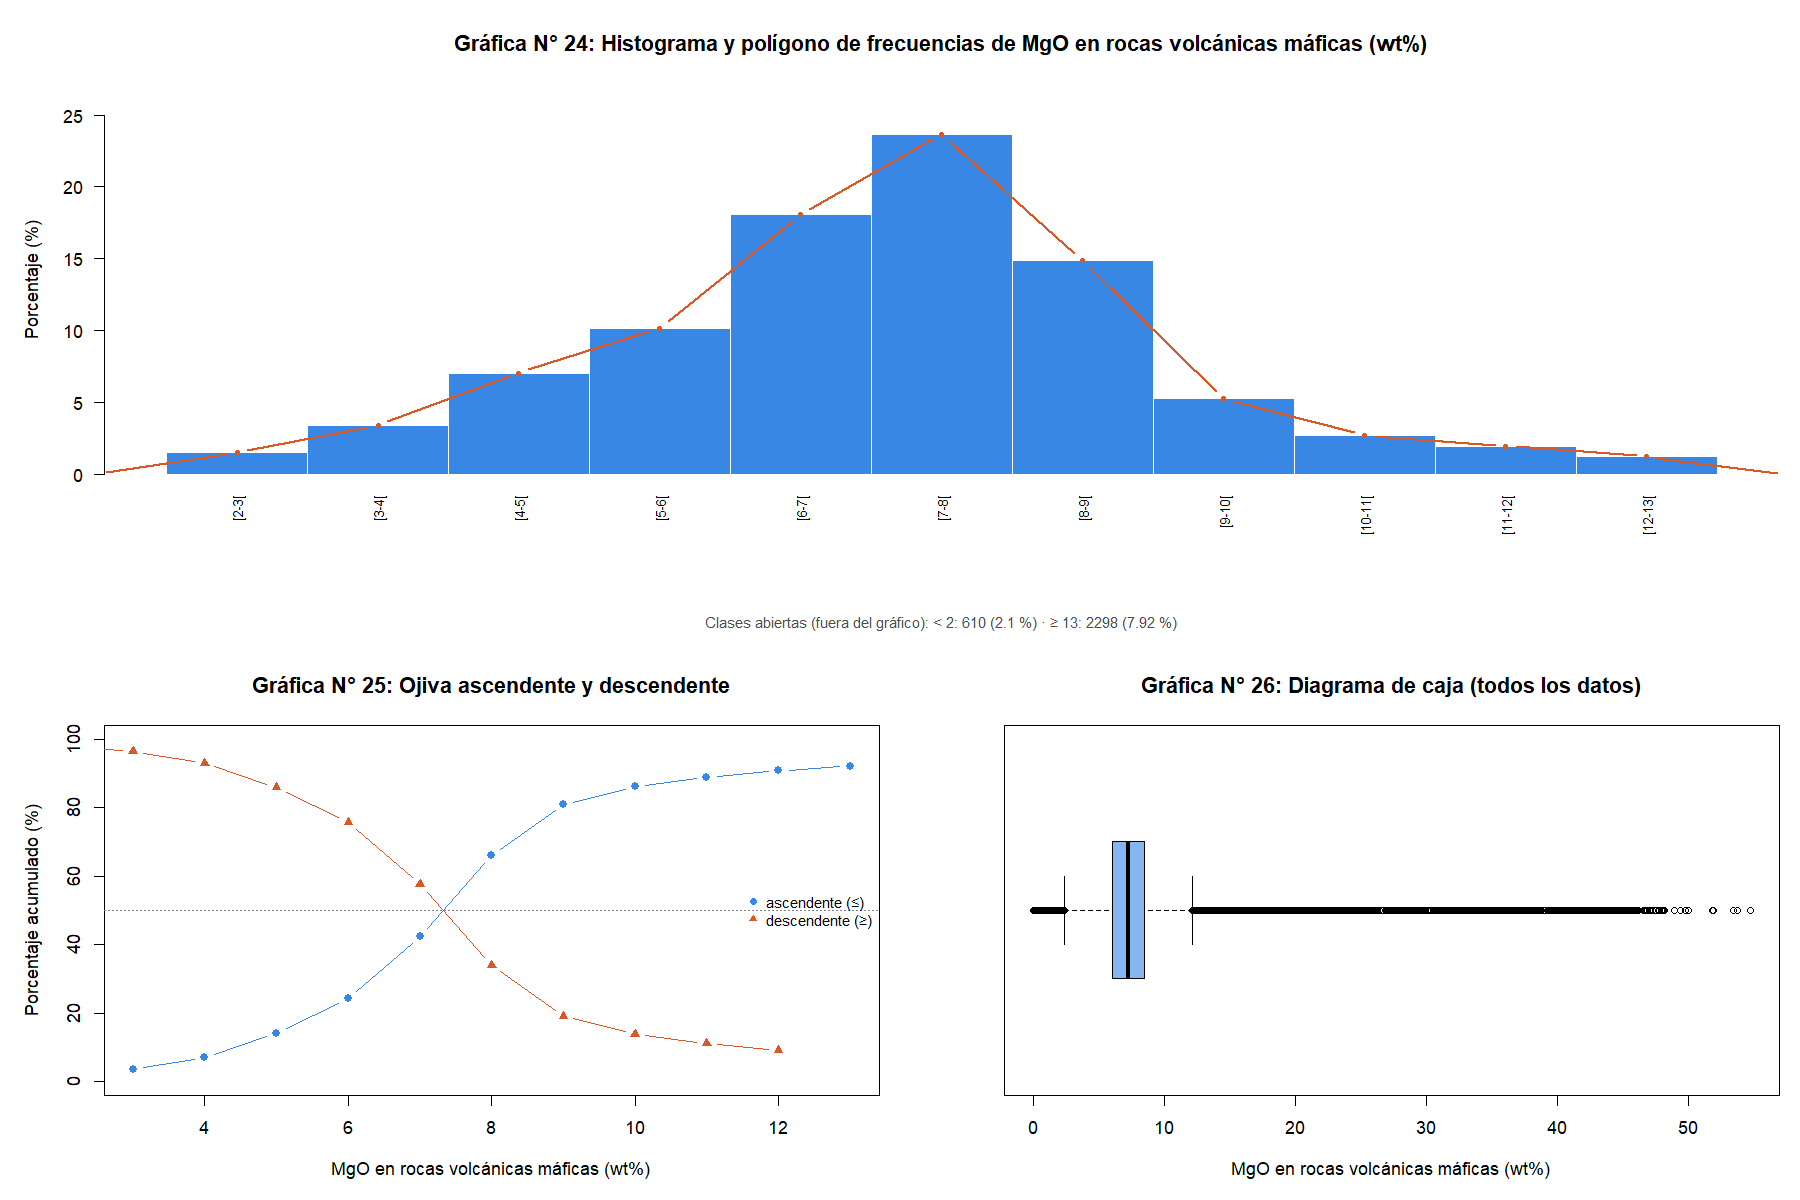 Gráfica N° 24: Histograma y polígono de frecuencias de MgO en rocas volcánicas máficas (wt%)
Porcentaje (%)
25
20
15
10
5
0
[2-3[
[3-4[
[4-5[
[5-6[
[6-7[
[7-8[
[8-9[
[9-10[
[10-11[
[11-12[
[12-13[
Clases abiertas (fuera del gráfico): < 2: 610 (2.1 %) · ≥ 13: 2298 (7.92 %)
Gráfica N° 25: Ojiva ascendente y descendente
Porcentaje acumulado (%)
100
80
60
40
20
0
ascendente (≤)
descendente (≥)
4 6 8 10 12
MgO en rocas volcánicas máficas (wt%)
Gráfica N° 26: Diagrama de caja (todos los datos)
0 10 20 30 40 50
MgO en rocas volcánicas máficas (wt%)